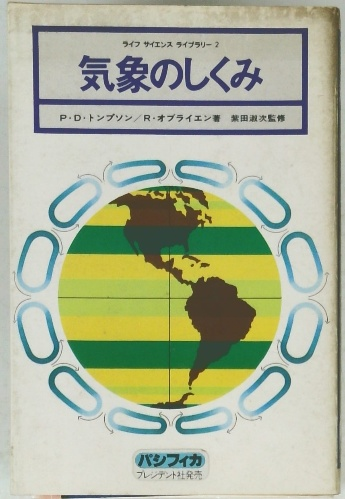 ライフ サイエンス ライブラリー 2
気象のしくみ
P・D・トンプソン／R・オブライエン著 紫田淑次監修
パシフィカ
プレジデント社発売